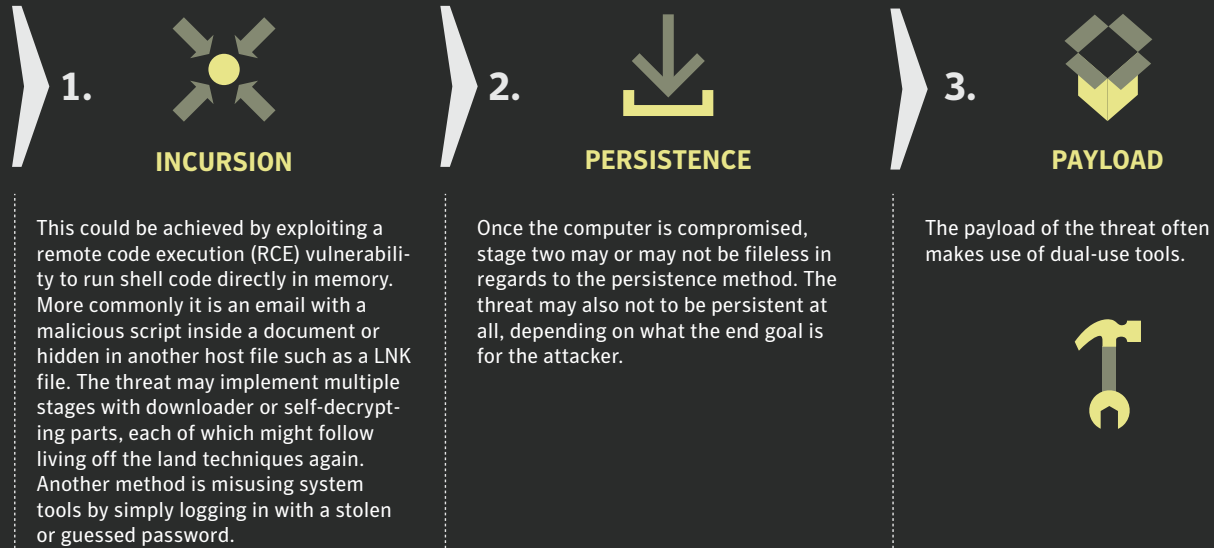 1.
INCURSION
This could be achieved by exploiting a
remote code execution (RCE) vulnerabili-
ty to run shell code directly in memory.
More commonly it is an email with a
malicious script inside a document or
hidden in another host file such as a LNK
file. The threat may implement multiple
stages with downloader or self-decrypt-
ing parts, each of which might follow
living off the land techniques again.
Another method is misusing system
tools by simply logging in with a stolen
or guessed password.
2.
PERSISTENCE
Once the computer is compromised,
stage two may or may not be fileless in
regards to the persistence method. The
threat may also not to be persistent at
all, depending on what the end goal is
for the attacker.
3.
PAYLOAD
The payload of the threat often
makes use of dual-use tools.